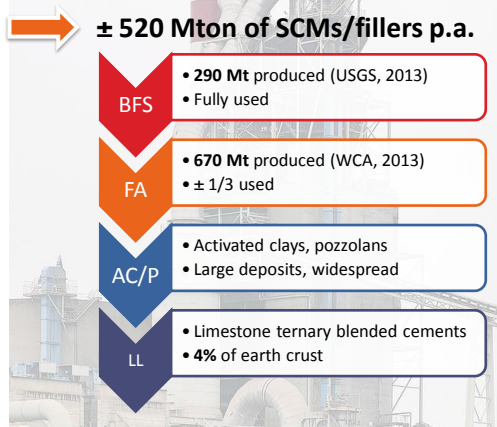 ± 520 Mton of SCMs/fillers p.a.
BFS
• 290 Mt produced (USGS, 2013)
• Fully used
FA
• 670 Mt produced (WCA, 2013)
• ± 1/3 used
AC/P
• Activated clays, pozzolans
• Large deposits, widespread
LL
• Limestone ternary blended cements
• 4% of earth crust